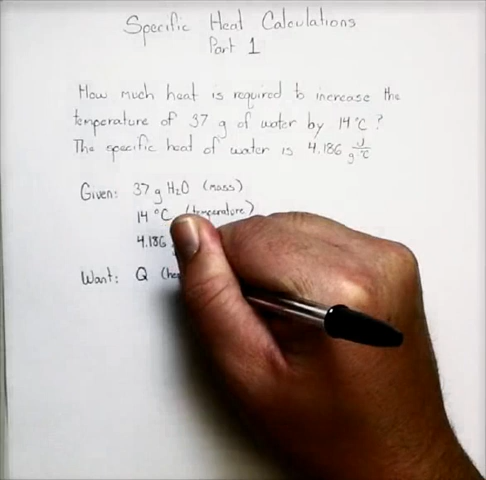 Specific Heat Calculations
Part 1
How much heat is required to increase the
temperature of 37 g of water by 14 °C ?
The specific heat of water is 4.186 J/g °C
Given: 37 g H₂O (mass)
14 °C (temperature)
4.186
Want: Q